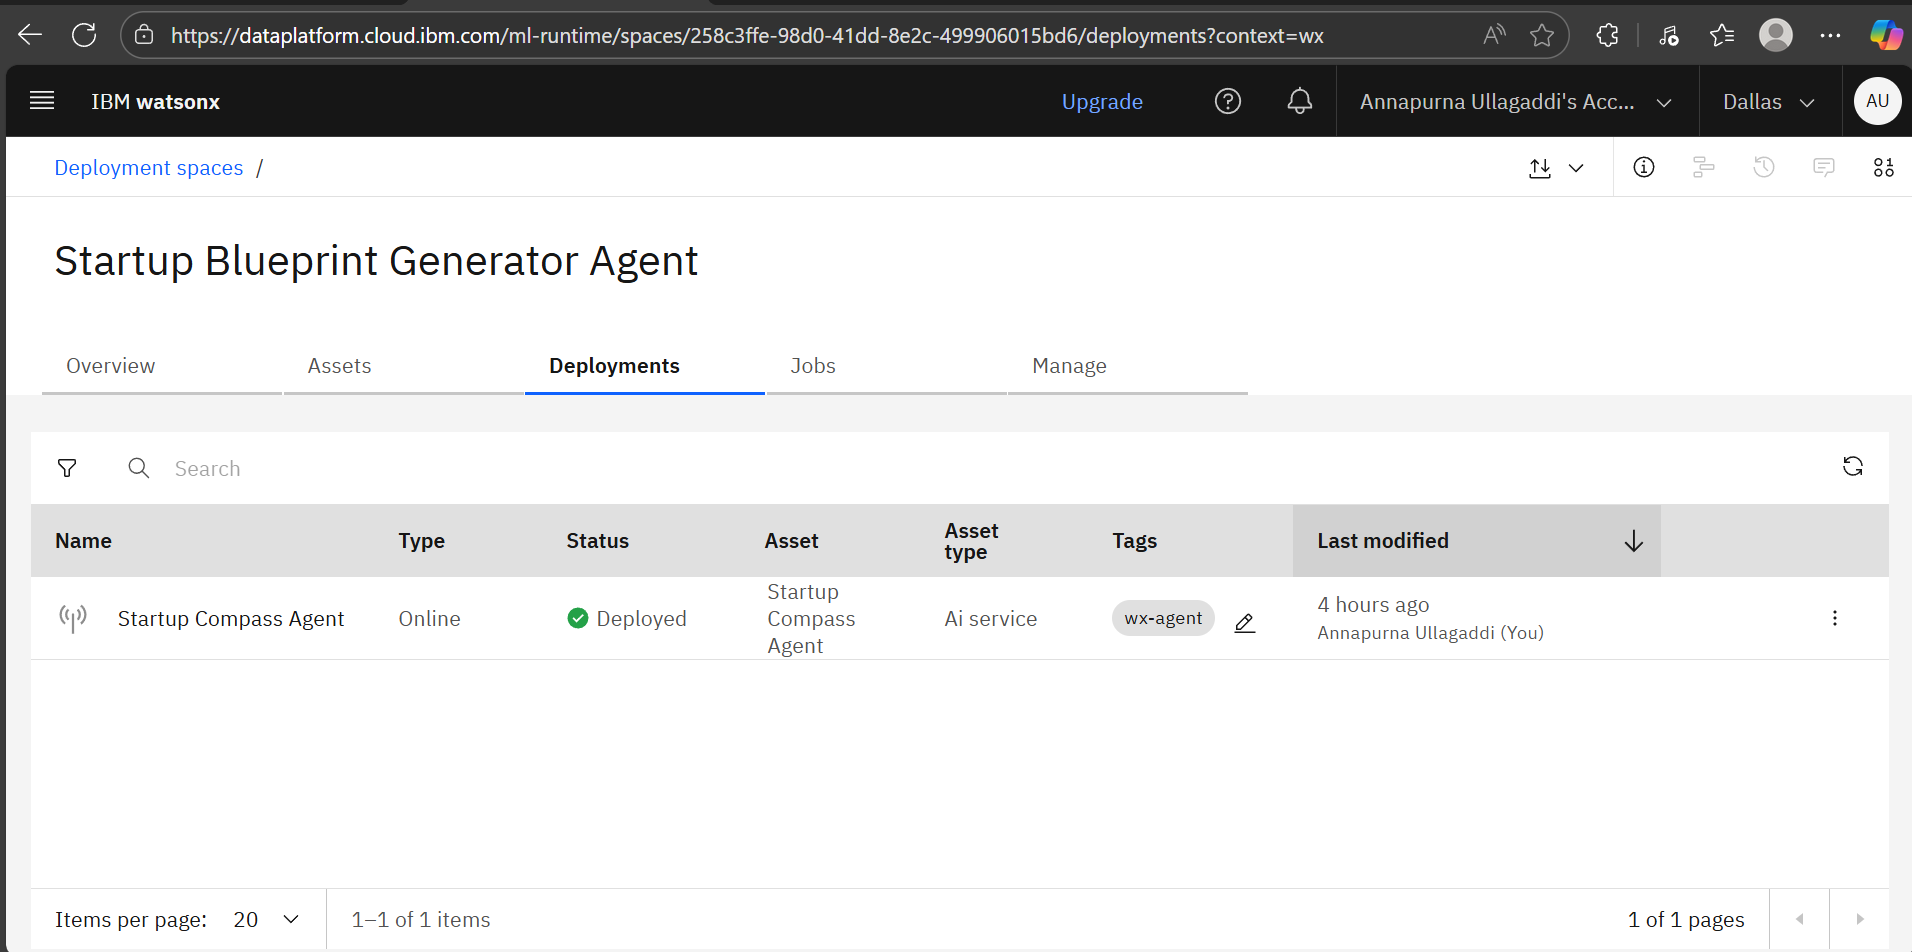 https://dataplatform.cloud.ibm.com/ml-runtime/spaces/258c3ffe-98d0-41dd-8e2c-499906015bd6/deployments?context=wx
IBM watsonx
Upgrade
Annapurna Ullagaddi's Acc...
Dallas
AU
Deployment spaces /
Startup Blueprint Generator Agent
Overview
Assets
Deployments
Jobs
Manage
Search
Name
Type
Status
Asset
Asset
type
Tags
Last modified
Startup Compass Agent
Online
Deployed
Startup
Compass
Agent
Ai service
wx-agent
4 hours ago
Annapurna Ullagaddi (You)
Items per page: 20
1–1 of 1 items
1 of 1 pages